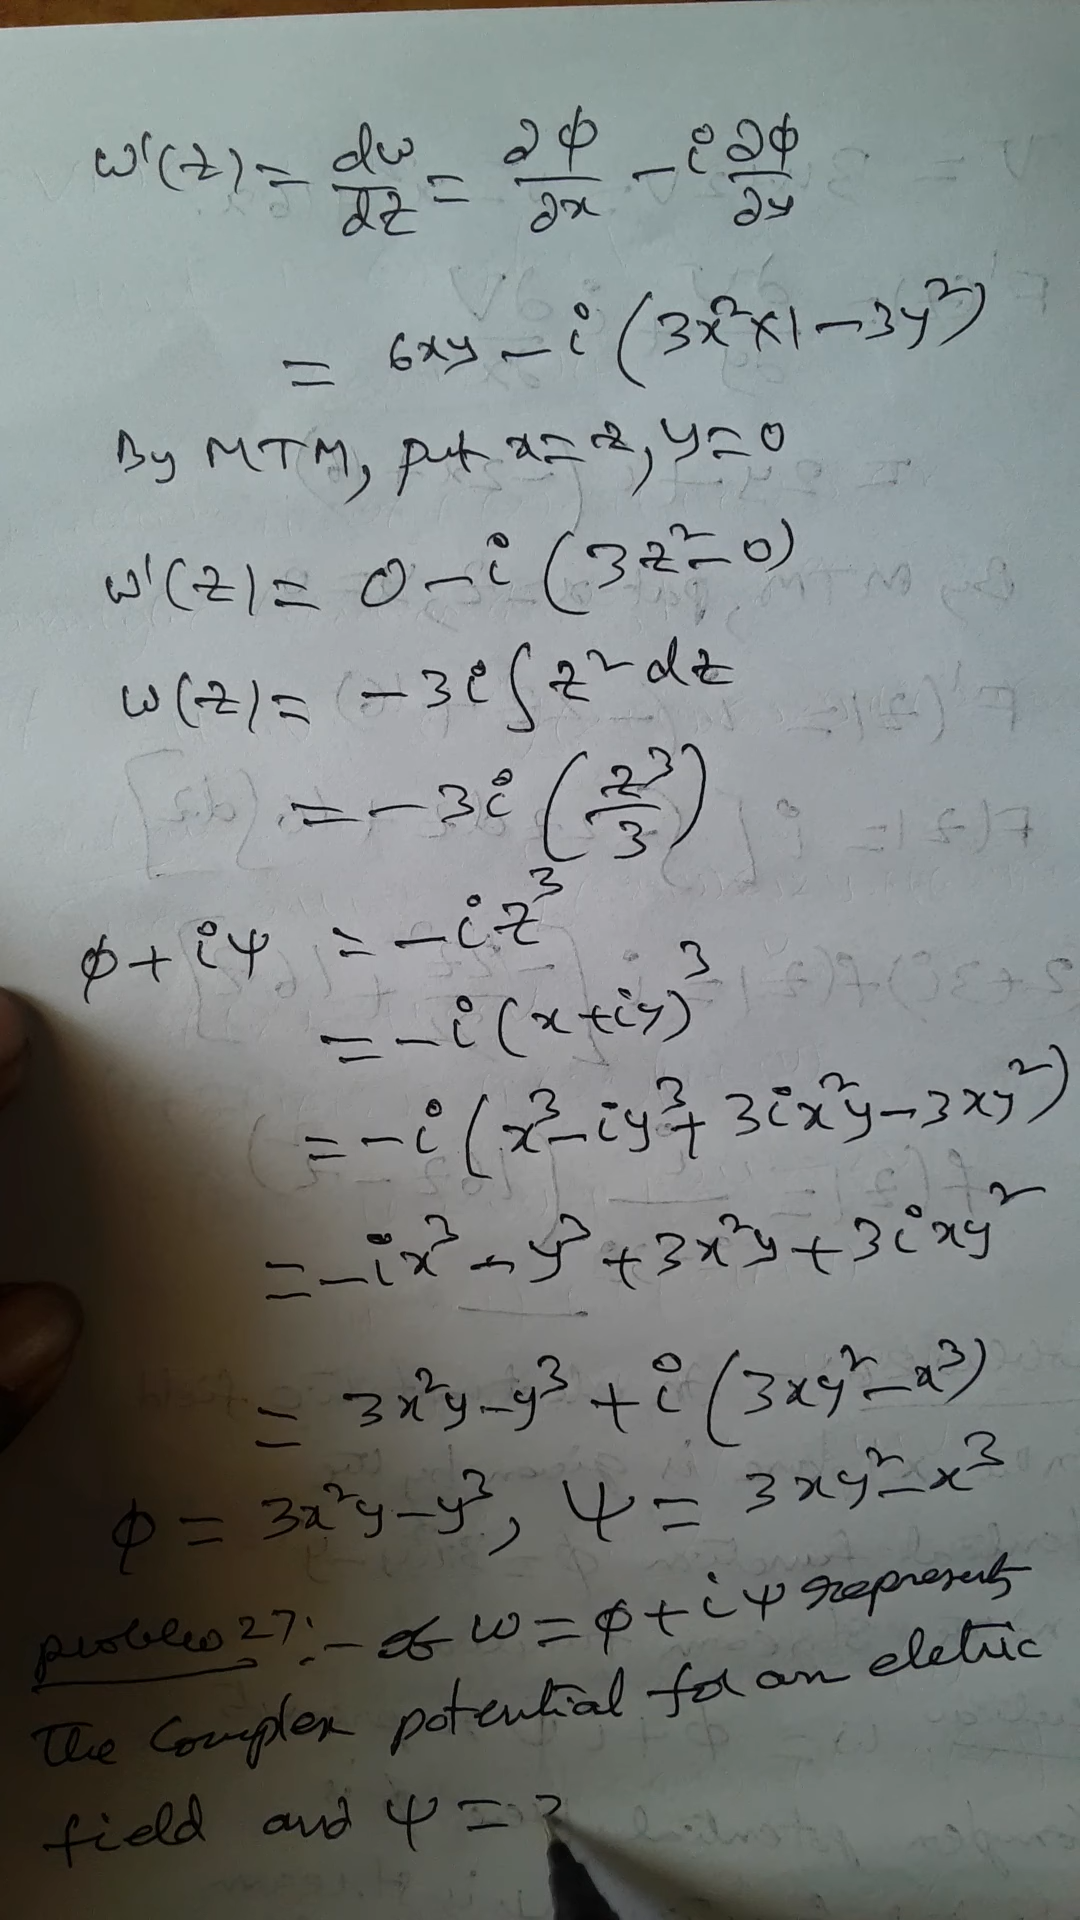 w'(z) = dw/dz = ∂φ/∂x - i ∂φ/∂y
= 6xy - i (3x²×1 - 3y²)
By MTM, put x = z, y = 0
w'(z) = 0 - i (3z² - 0)
w(z) = -3i ∫ z² dz
= -3i (z³/3)
φ + iψ = -iz³
= -i(x+iy)³
= -i (x³ - iy³ + 3ix²y - 3xy²)
= -ix³ - y³ + 3x²y + 3ixy²
= 3x²y - y³ + i (3xy² - x³)
φ = 3x²y - y³, ψ = 3xy² - x³
problem 27: - If w = φ + iψ represents
The Complex potential for an eletric
field and ψ = 3